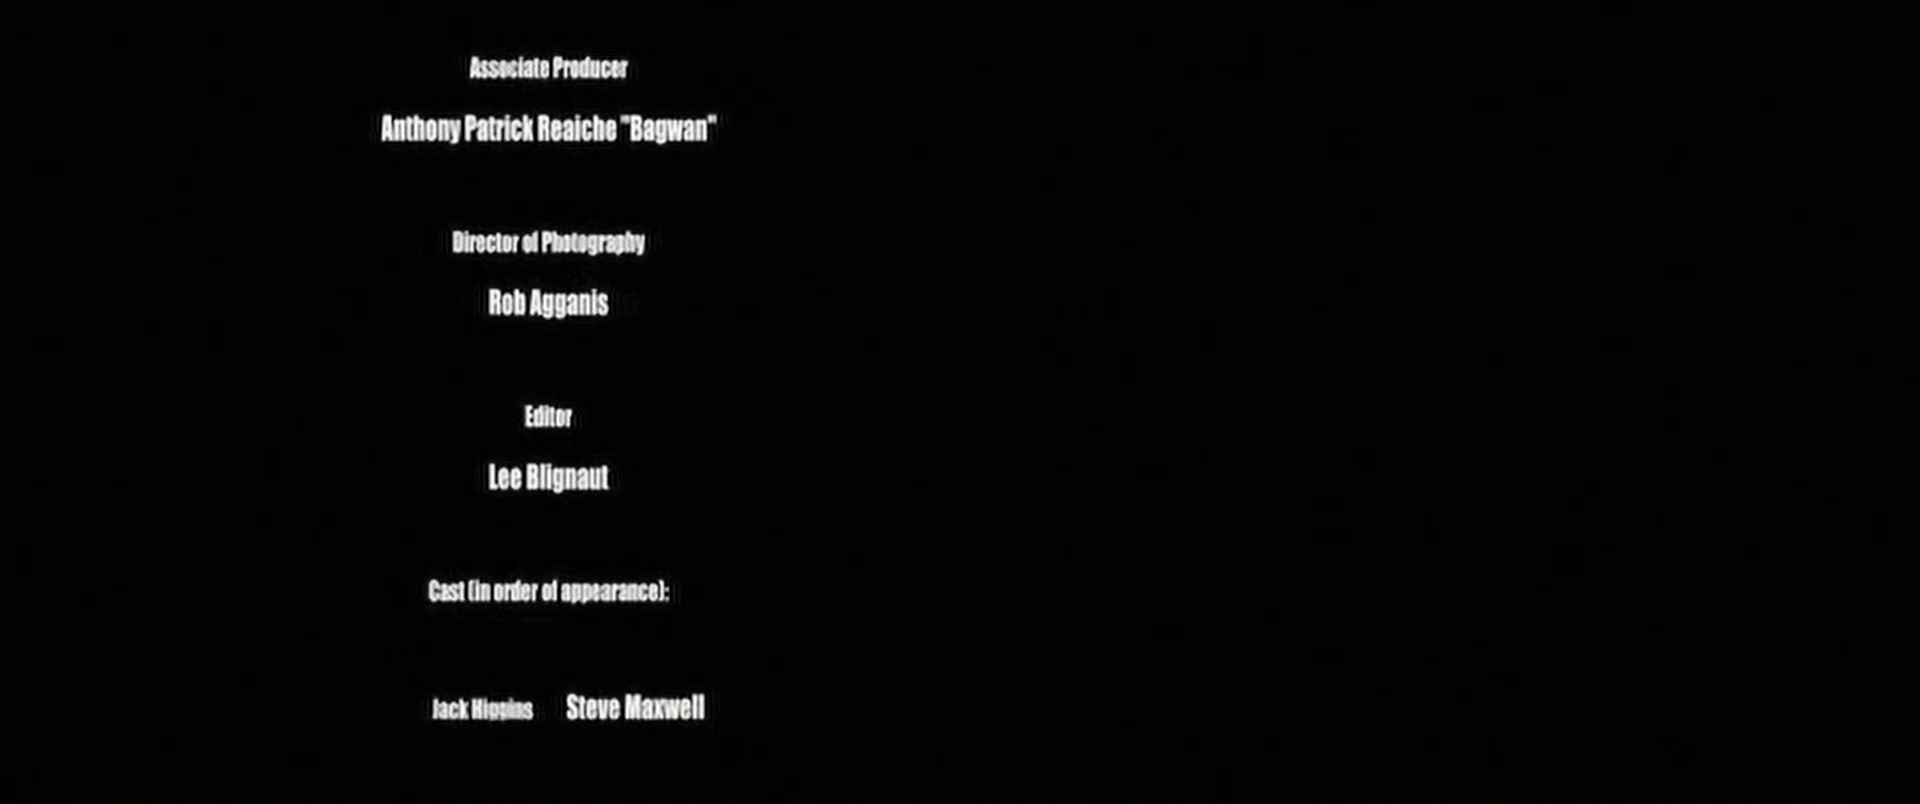 Associate Producer
Anthony Patrick Reaiche "Bagwan"
Director of Photography
Rob Agganis
Editor
Lee Blignaut
Cast (in order of appearance):
Jack Higgins Steve Maxwell